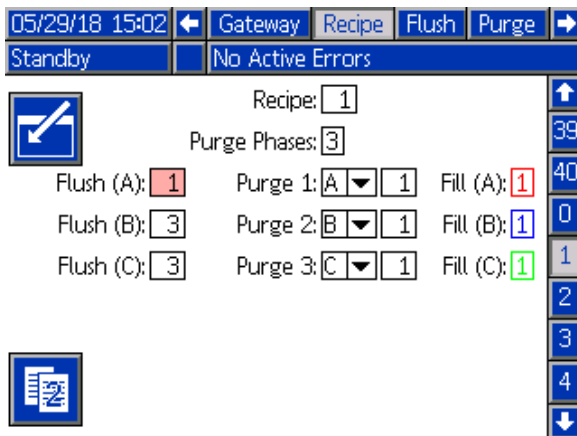 05/29/18 15:02 Gateway Recipe Flush Purge
Standby No Active Errors
Recipe: 1
Purge Phases: 3
Flush (A): 1 Purge 1: A 1 Fill (A): 1
Flush (B): 3 Purge 2: B 1 Fill (B): 1
Flush (C): 3 Purge 3: C 1 Fill (C): 1
39
40
0
1
2
3
4
2